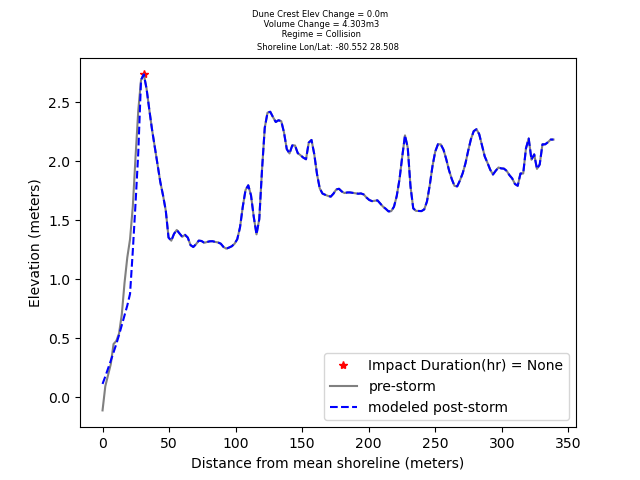 Dune Crest Elev Change = 0.0m
Volume Change = 4.303m3
Regime = Collision
Shoreline Lon/Lat: -80.552 28.508
2.5
2.0
1.5
1.0
0.5
0.0
Elevation (meters)
Impact Duration(hr) = None
pre-storm
modeled post-storm
0 50 100 150 200 250 300 350
Distance from mean shoreline (meters)